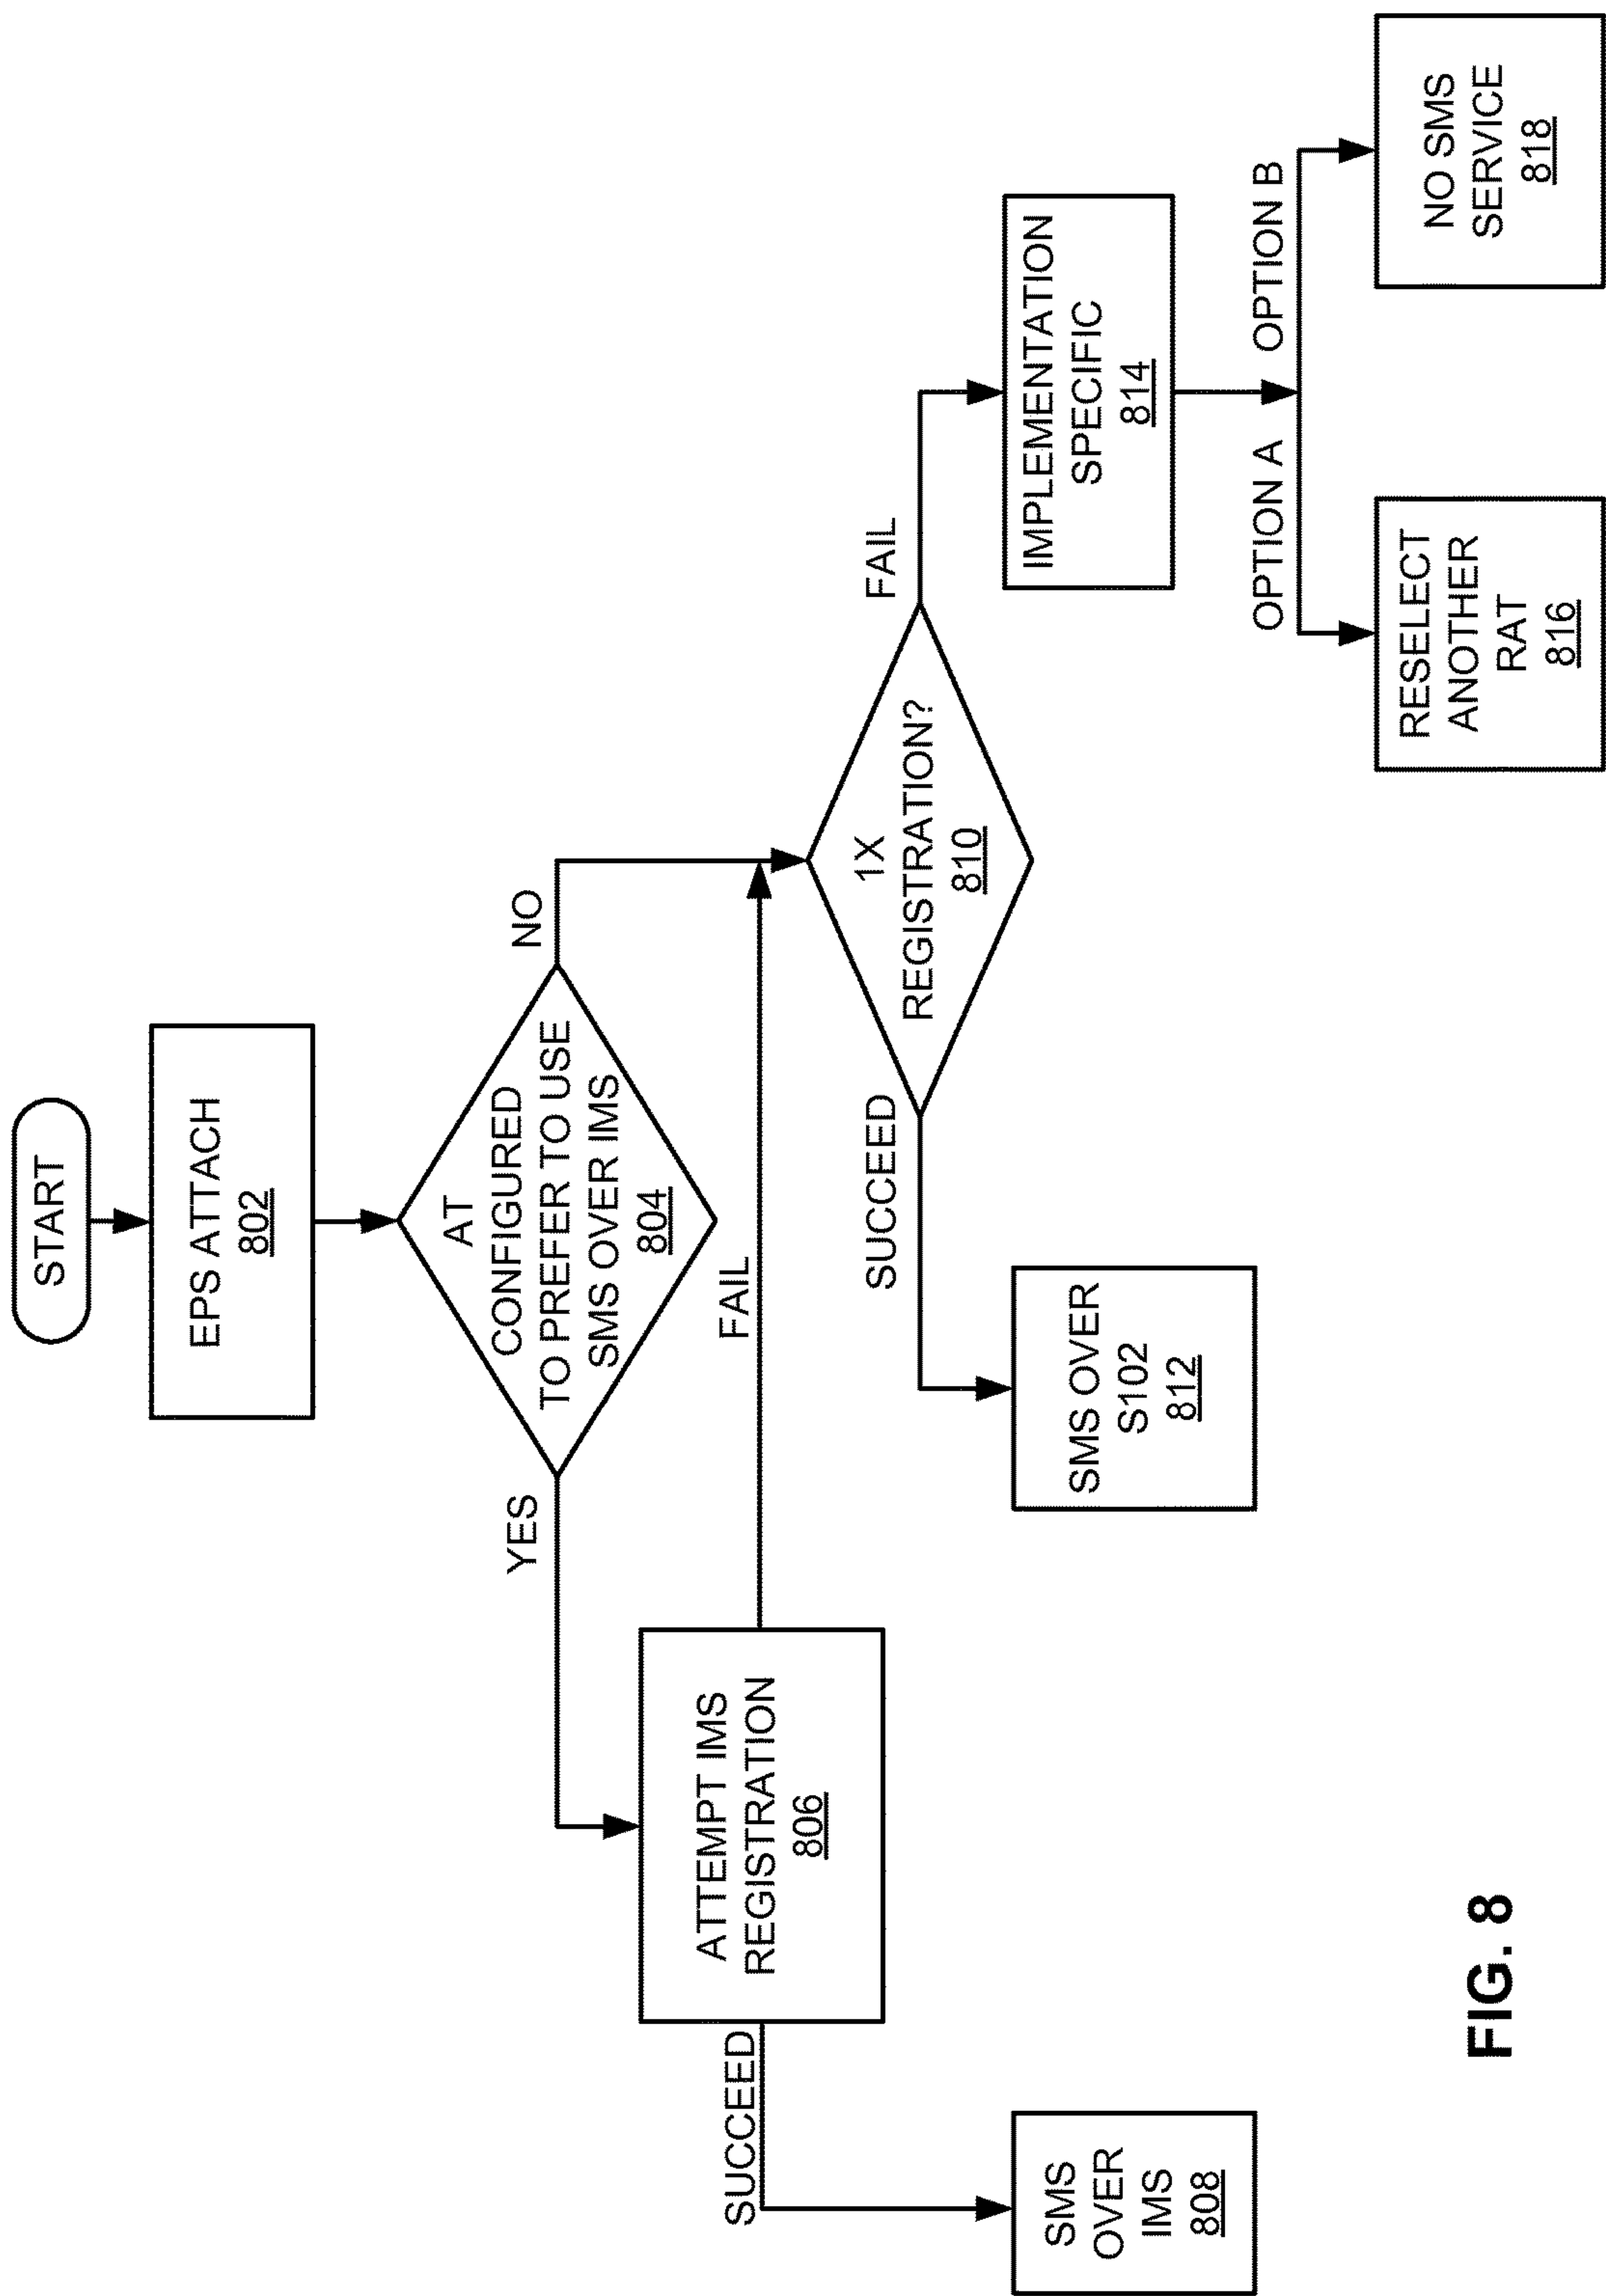 START
EPS ATTACH
802
AT
CONFIGURED
TO PREFER TO USE
SMS OVER IMS
804
YES
NO
ATTEMPT IMS
REGISTRATION
806
SUCCEED
FAIL
SMS
OVER
IMS
808
1X
REGISTRATION?
810
SUCCEED
FAIL
SMS OVER
S102
812
IMPLEMENTATION
SPECIFIC
814
OPTION A
OPTION B
RESELECT
ANOTHER
RAT
816
NO SMS
SERVICE
818
FIG. 8